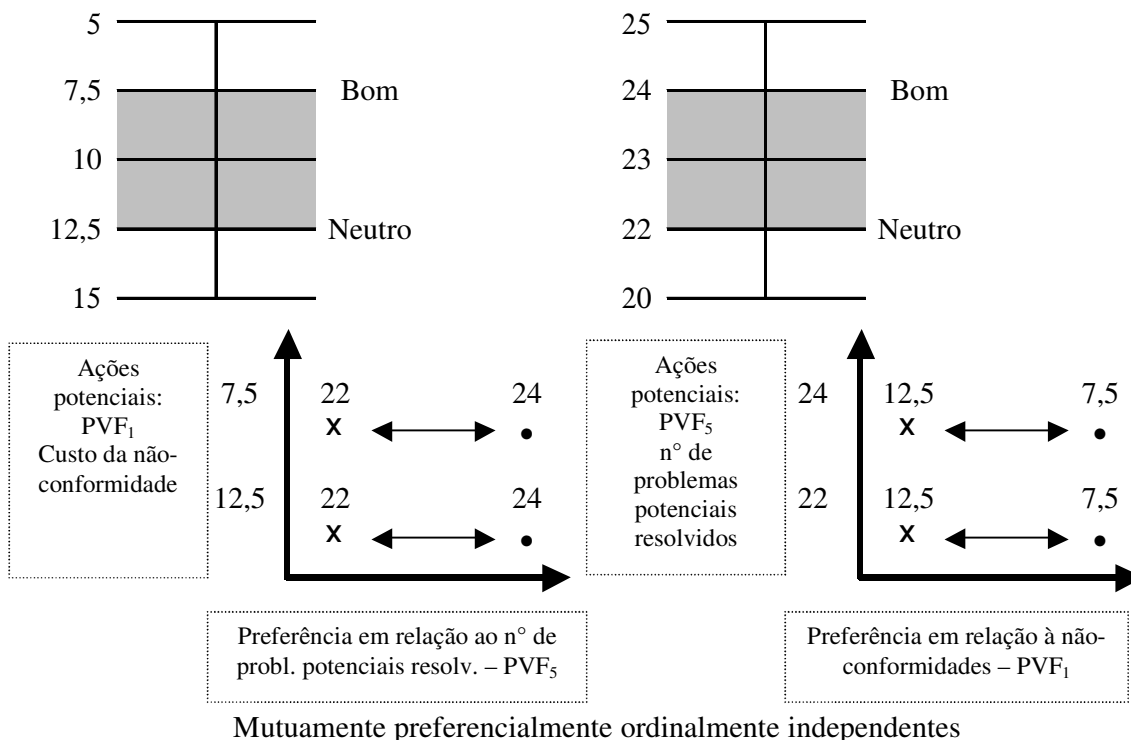 5
7,5
Bom
10
12,5
Neutro
15
25
24
Bom
23
22
Neutro
20
Ações
potenciais:
PVF1
Custo da não-
conformidade
7,5
22
24
x
•
12,5
22
24
x
•
Preferência em relação ao n° de
probl. potenciais resolv. – PVF5
Ações
potenciais:
PVF5
n° de
problemas
potenciais
resolvidos
24
12,5
7,5
x
•
22
12,5
7,5
x
•
Preferência em relação à não-
conformidades – PVF1
Mutuamente preferencialmente ordinalmente independentes